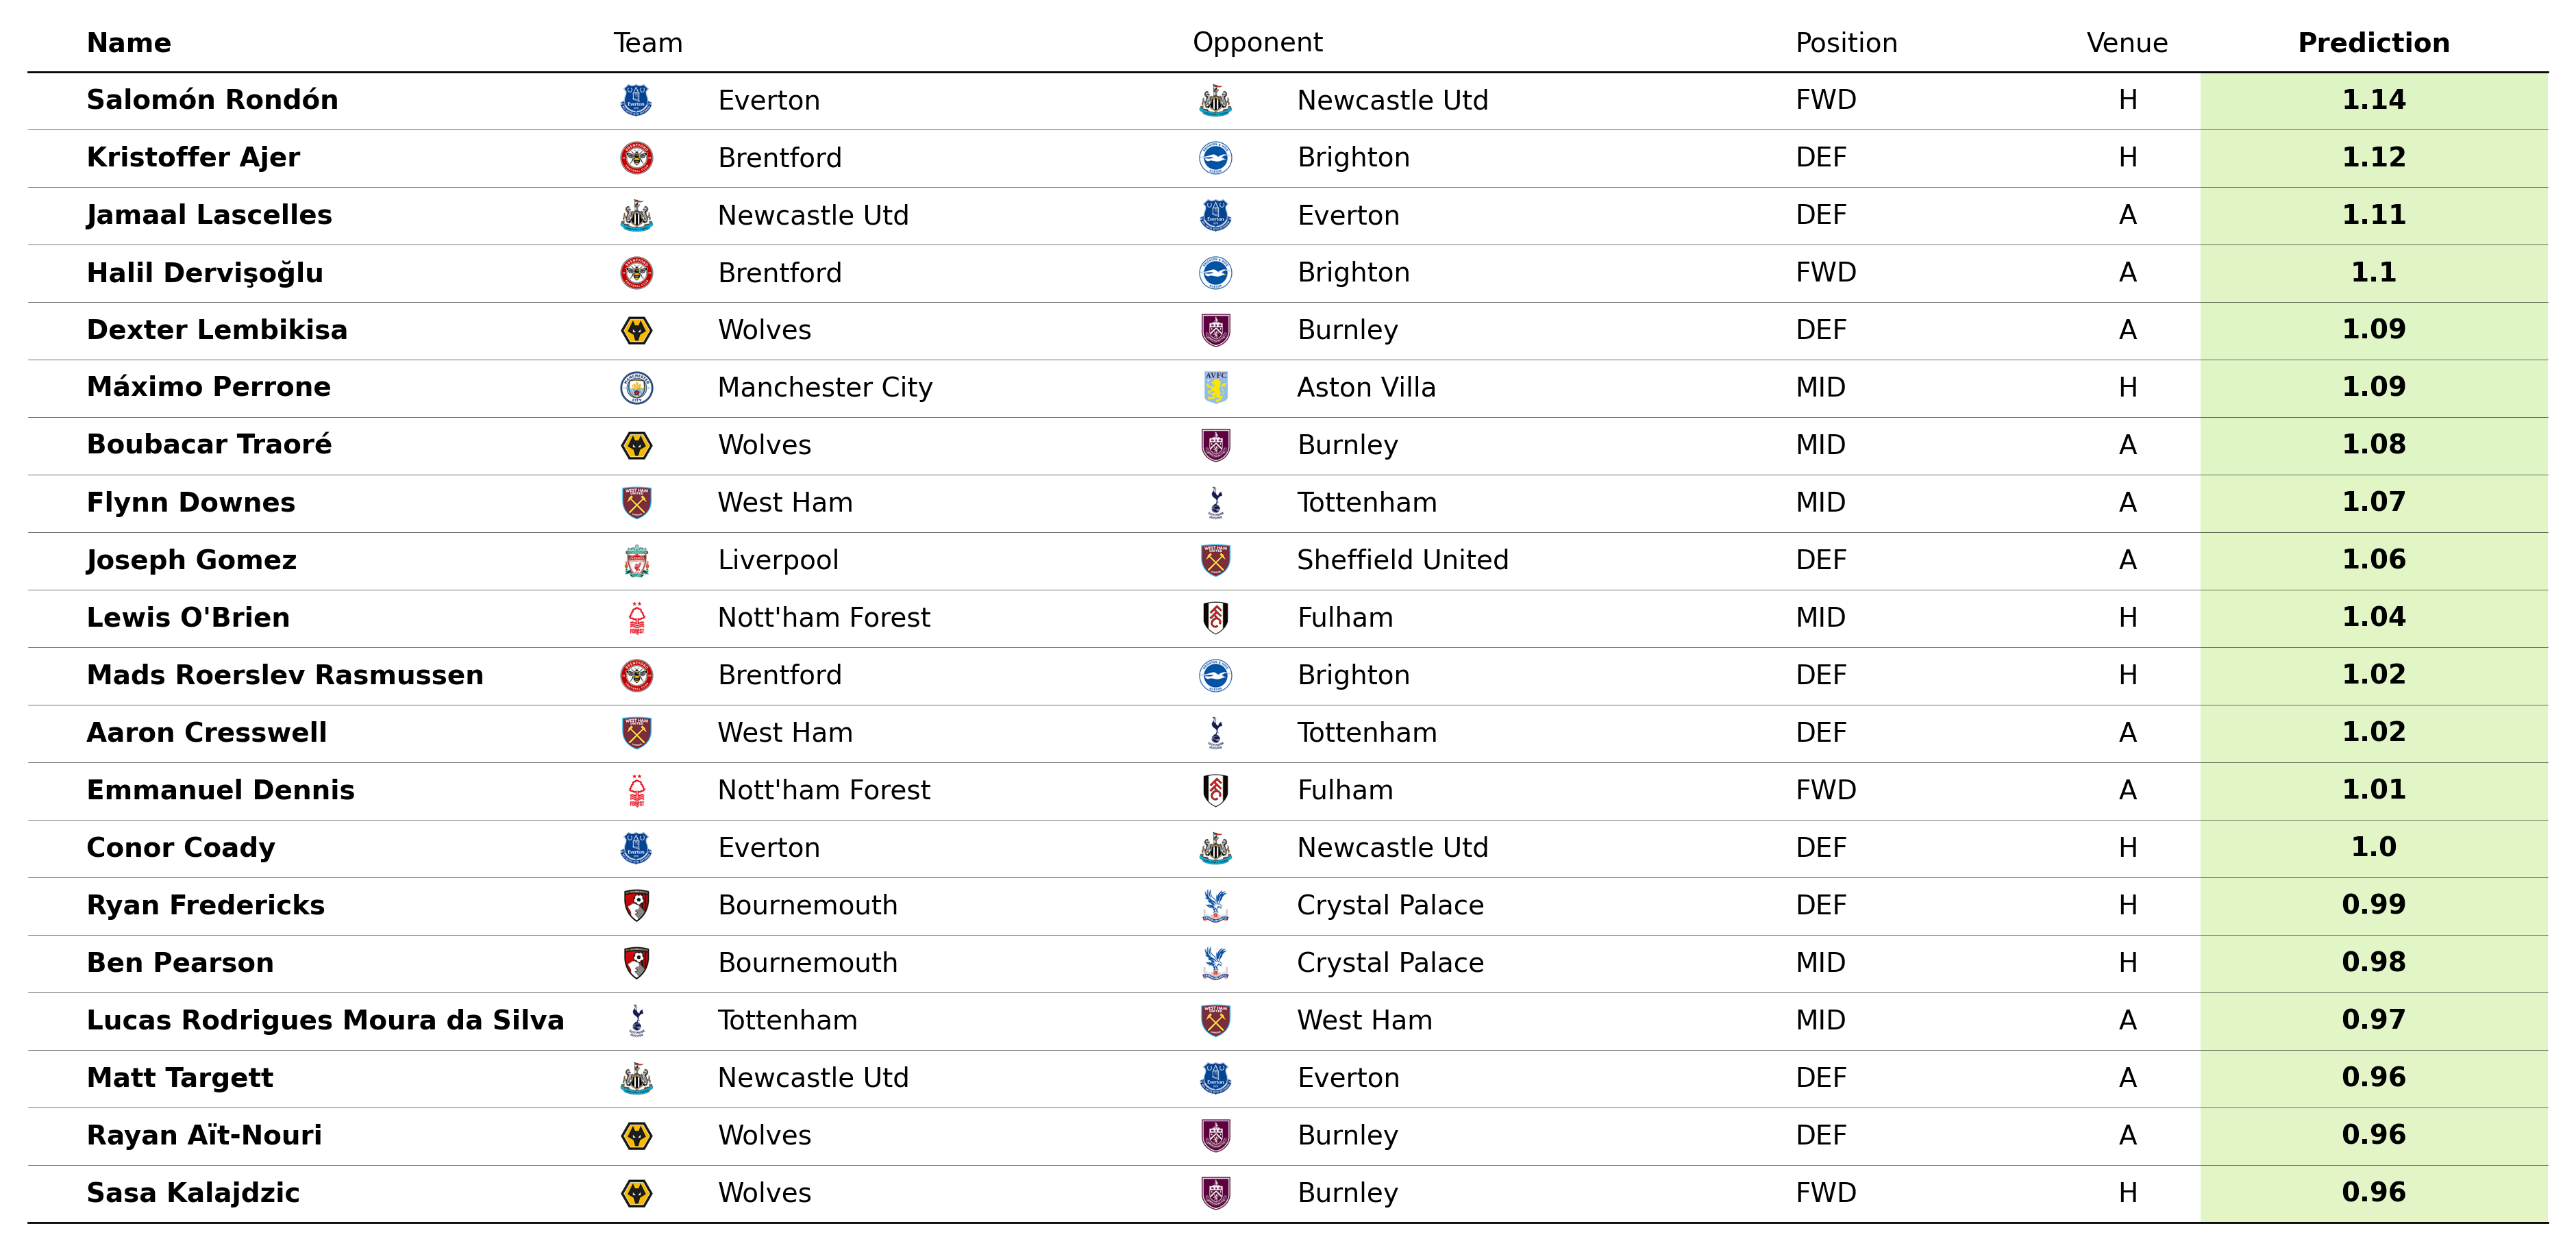 Name Team Opponent Position Venue Prediction
Salomón Rondón Everton Newcastle Utd FWD H 1.14
Kristoffer Ajer Brentford Brighton DEF H 1.12
Jamaal Lascelles Newcastle Utd Everton DEF A 1.11
Halil Dervişoğlu Brentford Brighton FWD A 1.1
Dexter Lembikisa Wolves Burnley DEF A 1.09
Máximo Perrone Manchester City Aston Villa MID H 1.09
Boubacar Traoré Wolves Burnley MID A 1.08
Flynn Downes West Ham Tottenham MID A 1.07
Joseph Gomez Liverpool Sheffield United DEF A 1.06
Lewis O'Brien Nott'ham Forest Fulham MID H 1.04
Mads Roerslev Rasmussen Brentford Brighton DEF H 1.02
Aaron Cresswell West Ham Tottenham DEF A 1.02
Emmanuel Dennis Nott'ham Forest Fulham FWD A 1.01
Conor Coady Everton Newcastle Utd DEF H 1.0
Ryan Fredericks Bournemouth Crystal Palace DEF H 0.99
Ben Pearson Bournemouth Crystal Palace MID H 0.98
Lucas Rodrigues Moura da Silva Tottenham West Ham MID A 0.97
Matt Targett Newcastle Utd Everton DEF A 0.96
Rayan Aït-Nouri Wolves Burnley DEF A 0.96
Sasa Kalajdzic Wolves Burnley FWD H 0.96